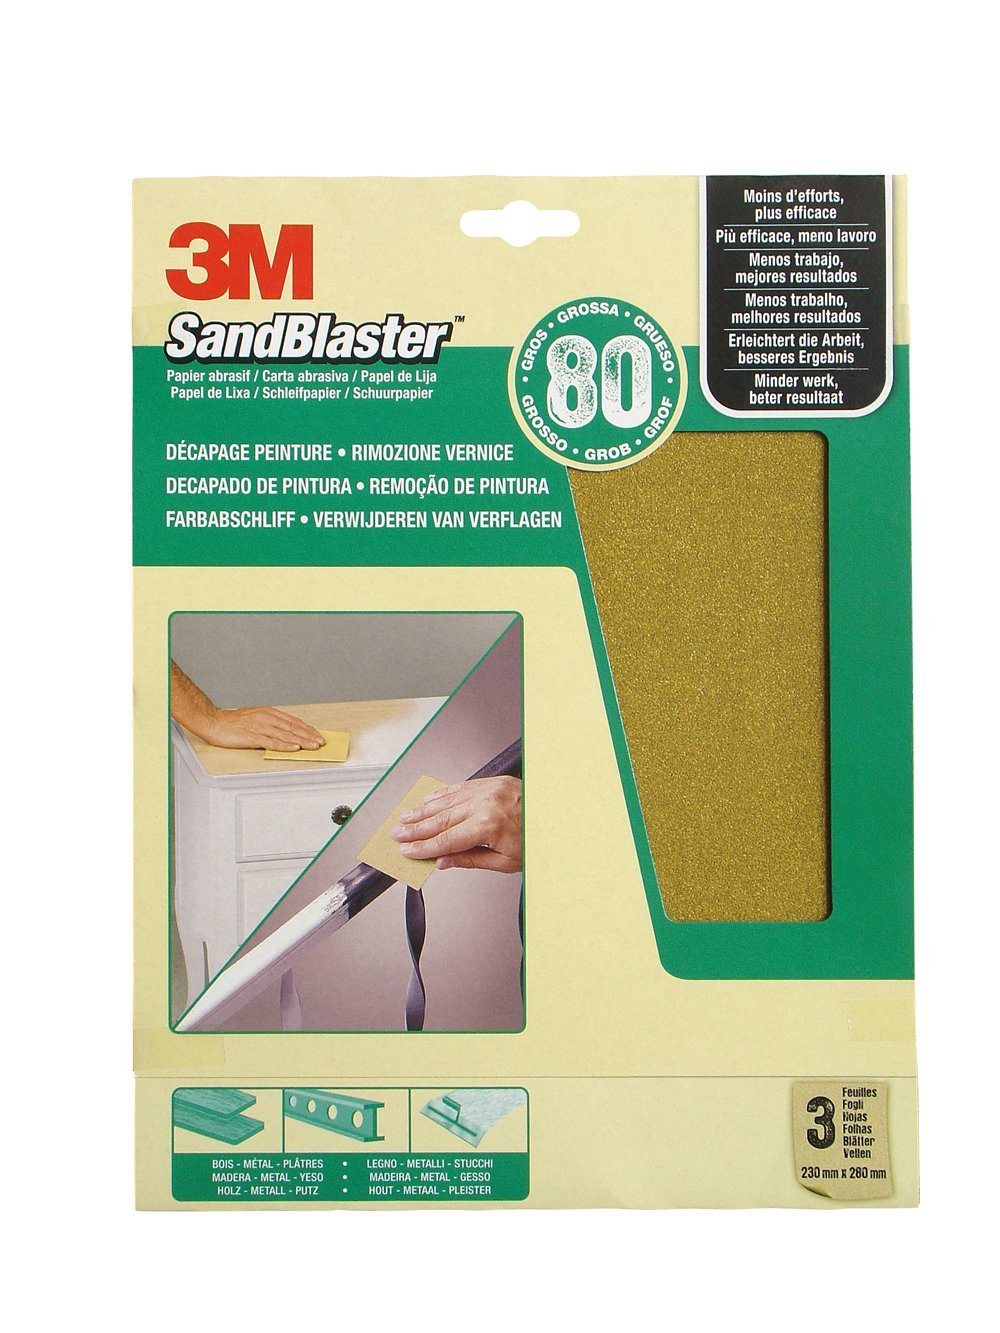 3M
SandBlaster™
Papier abrasif / Carta abrasiva / Papel de Lija
Papel de Lixa / Schleifpapier / Schuurpapier
DÉCAPAGE PEINTURE • RIMOZIONE VERNICE
DECAPADO DE PINTURA • REMOÇÃO DE PINTURA
FARBABSCHLIFF • VERWIJDEREN VAN VERFLAGEN
GROS • GROSSA • GRUESO • GROF • GROB • GROSSO •
80
Moins d'efforts,
plus efficace
Più efficace, meno lavoro
Menos trabajo,
mejores resultados
Menos trabalho,
melhores resultados
Erleichtert die Arbeit,
besseres Ergebnis
Minder werk,
beter resultaat
BOIS - MÉTAL - PLÂTRES • LEGNO - METALLI - STUCCHI
MADERA - METAL - YESO • MADEIRA - METAL - GESSO
HOLZ - METALL - PUTZ • HOUT - METAAL - PLEISTER
3
Feuilles
Fogli
Hojas
Folhas
Blätter
Vellen
230 mm x 280 mm